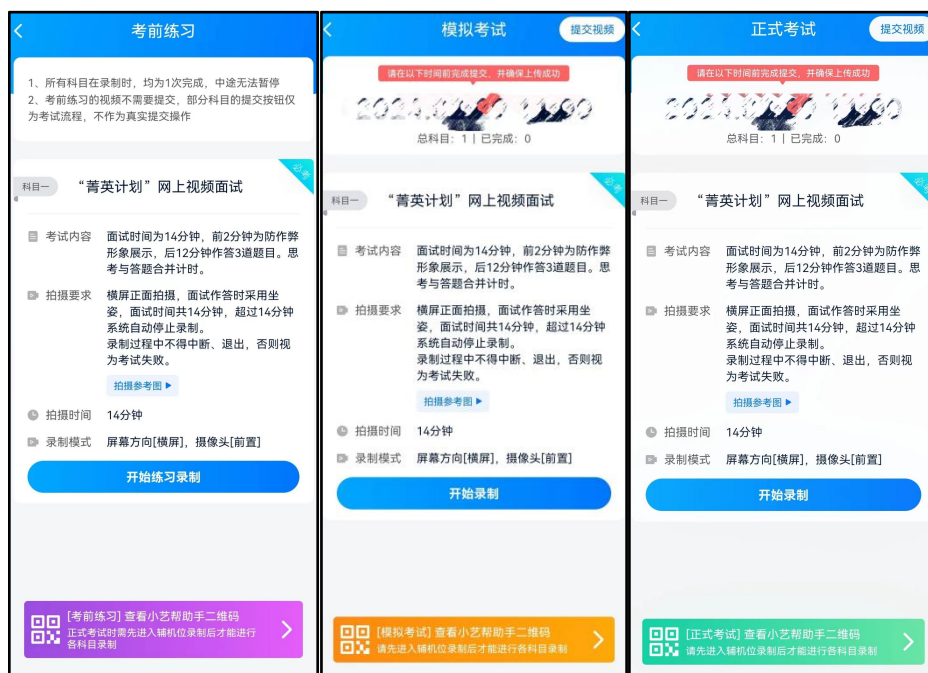 考前练习
1、所有科目在录制时，均为1次完成，中途无法暂停
2、考前练习的视频不需要提交，部分科目的提交按钮仅
为考试流程，不作为真实提交操作
必考
科目一
“菁英计划”网上视频面试
考试内容
面试时间为14分钟，前2分钟为防作弊
形象展示，后12分钟作答3道题目。思
考与答题合并计时。
拍摄要求
横屏正面拍摄，面试作答时采用坐
姿，面试时间共14分钟，超过14分钟
系统自动停止录制。
录制过程中不得中断、退出，否则视
为考试失败。
拍摄参考图
拍摄时间
14分钟
录制模式
屏幕方向[横屏]，摄像头[前置]
开始练习录制
[考前练习] 查看小艺帮助手二维码
正式考试时需先进入辅机位录制后才能进行
各科目录制
模拟考试
提交视频
请在以下时间前完成提交，并确保上传成功
总科目：1 | 已完成：0
必考
科目一
“菁英计划”网上视频面试
考试内容
面试时间为14分钟，前2分钟为防作弊
形象展示，后12分钟作答3道题目。思
考与答题合并计时。
拍摄要求
横屏正面拍摄，面试作答时采用坐
姿，面试时间共14分钟，超过14分钟
系统自动停止录制。
录制过程中不得中断、退出，否则视
为考试失败。
拍摄参考图
拍摄时间
14分钟
录制模式
屏幕方向[横屏]，摄像头[前置]
开始录制
[模拟考试] 查看小艺帮助手二维码
请先进入辅机位录制后才能进行各科目录制
正式考试
提交视频
请在以下时间前完成提交，并确保上传成功
总科目：1 | 已完成：0
必考
科目一
“菁英计划”网上视频面试
考试内容
面试时间为14分钟，前2分钟为防作弊
形象展示，后12分钟作答3道题目。思
考与答题合并计时。
拍摄要求
横屏正面拍摄，面试作答时采用坐
姿，面试时间共14分钟，超过14分钟
系统自动停止录制。
录制过程中不得中断、退出，否则视
为考试失败。
拍摄参考图
拍摄时间
14分钟
录制模式
屏幕方向[横屏]，摄像头[前置]
开始录制
[正式考试] 查看小艺帮助手二维码
请先进入辅机位录制后才能进行各科目录制